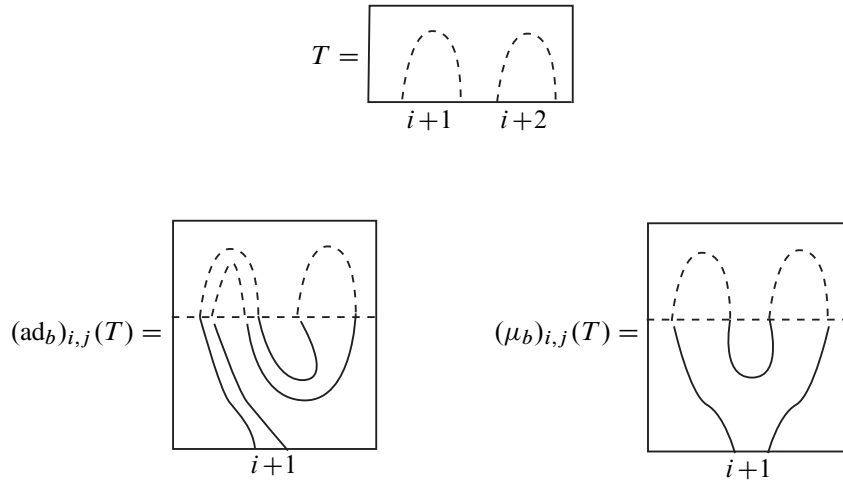 T =
i+1 i+2
(ad_b)_{i,j}(T) =
(μ_b)_{i,j}(T) =
i+1
i+1